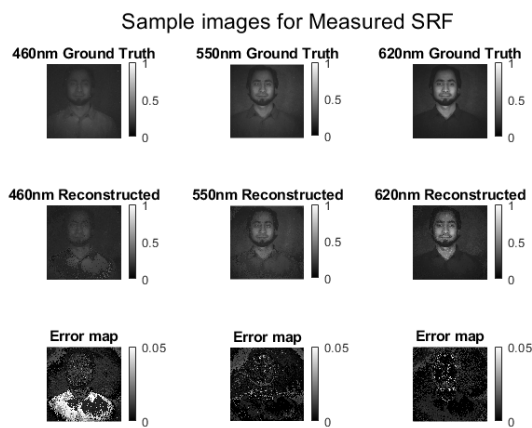 Sample images for Measured SRF
460nm Ground Truth 550nm Ground Truth 620nm Ground Truth
1 1 1
0.5 0.5 0.5
0 0 0
460nm Reconstructed 550nm Reconstructed 620nm Reconstructed
1 1 1
0.5 0.5 0.5
0 0 0
Error map Error map Error map
0.05 0.05 0.05
0 0 0